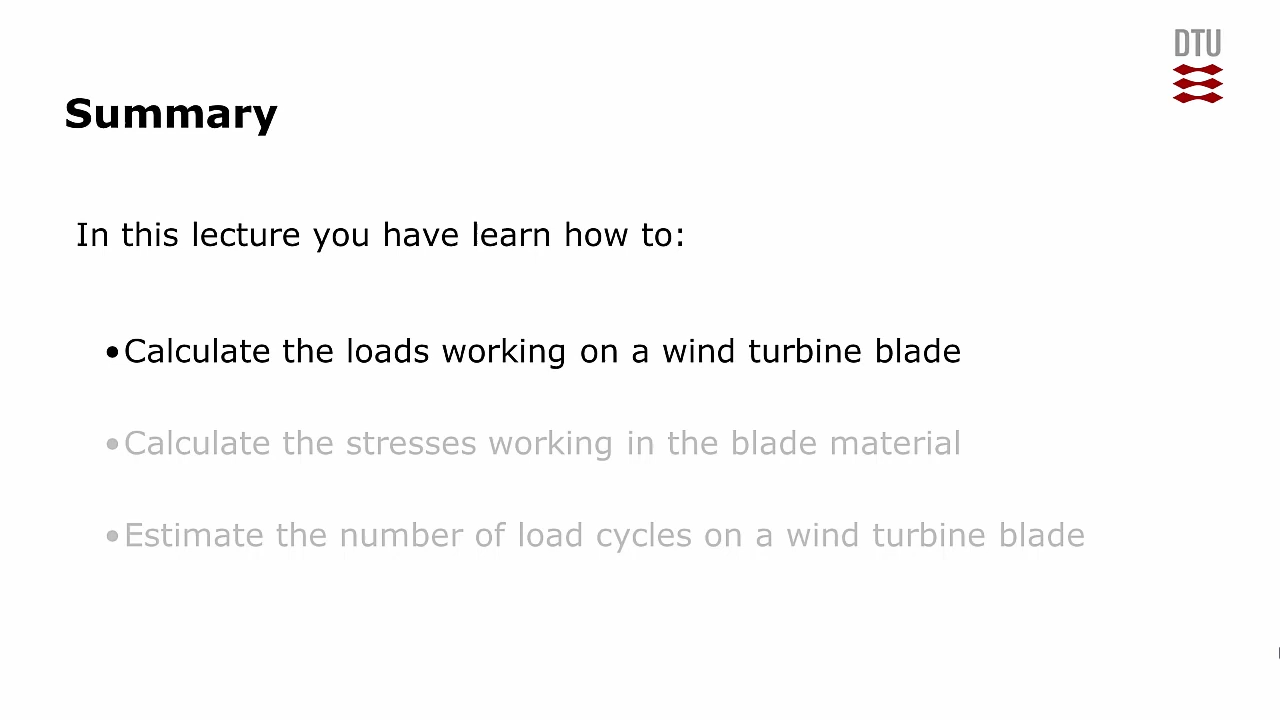 DTU
Summary
In this lecture you have learn how to:
•Calculate the loads working on a wind turbine blade
•Calculate the stresses working in the blade material
•Estimate the number of load cycles on a wind turbine blade